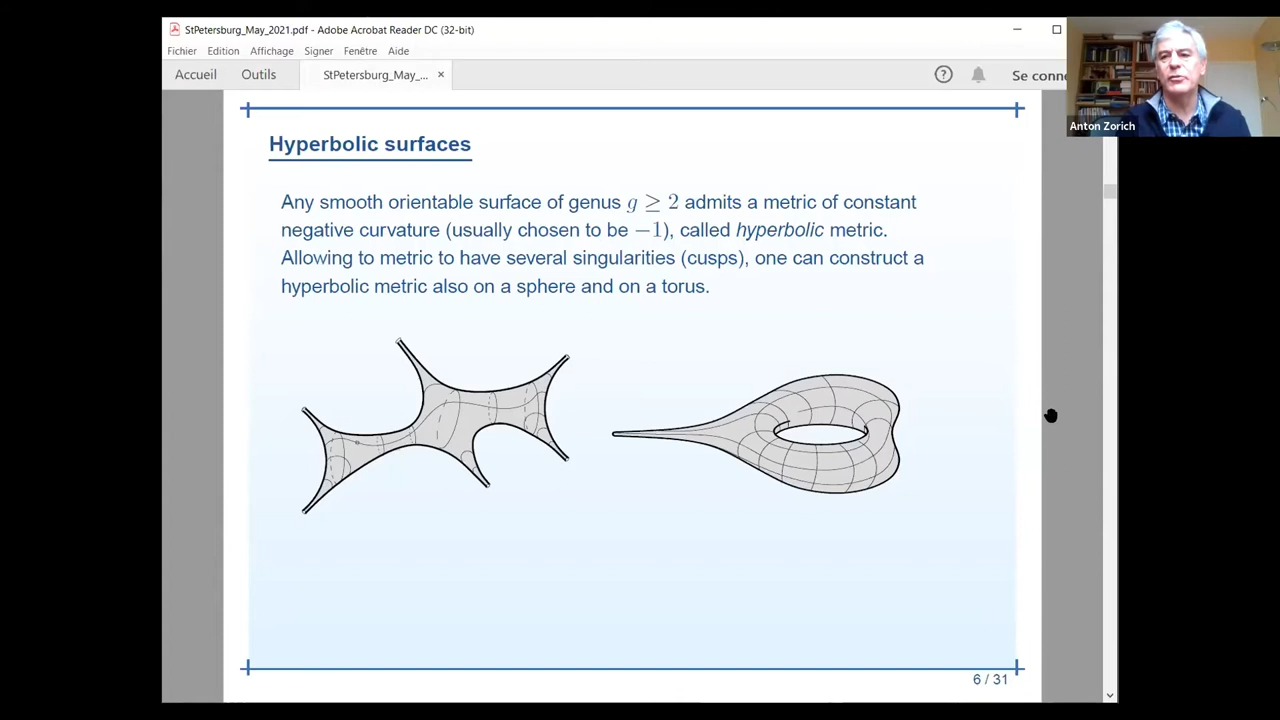 StPetersburg_May_2021.pdf - Adobe Acrobat Reader DC (32-bit)
Fichier Edition Affichage Signer Fenêtre Aide
Accueil Outils StPetersburg_May_... × ? Se conne
Anton Zorich
Hyperbolic surfaces
Any smooth orientable surface of genus g ≥ 2 admits a metric of constant
negative curvature (usually chosen to be −1), called hyperbolic metric.
Allowing to metric to have several singularities (cusps), one can construct a
hyperbolic metric also on a sphere and on a torus.
6 / 31